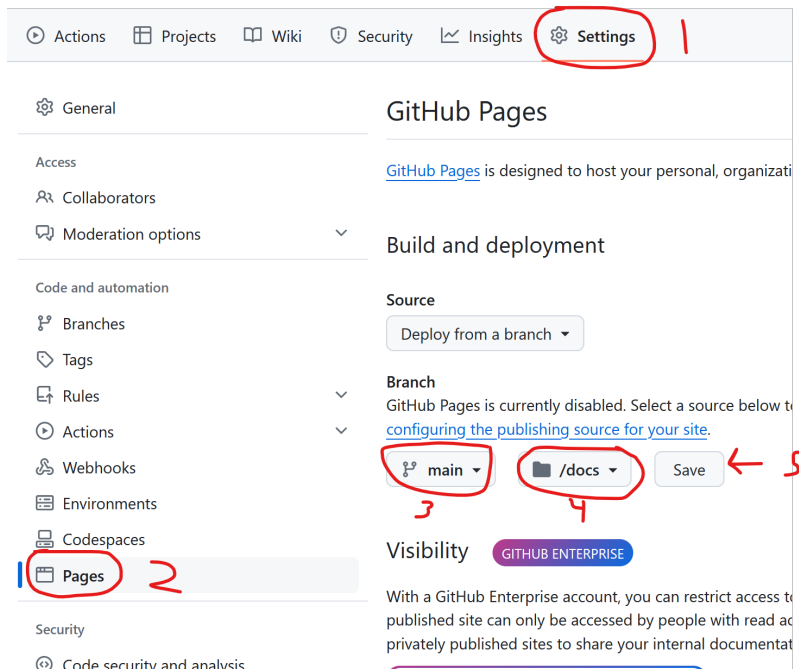 Actions Projects Wiki Security Insights Settings 1
General
Access
Collaborators
Moderation options
Code and automation
Branches
Tags
Rules
Actions
Webhooks
Environments
Codespaces
Pages 2
Security
Code security and analysis
GitHub Pages
GitHub Pages is designed to host your personal, organizati
Build and deployment
Source
Deploy from a branch
Branch
GitHub Pages is currently disabled. Select a source below t
configuring the publishing source for your site.
main /docs Save 5
3 4
Visibility GITHUB ENTERPRISE
With a GitHub Enterprise account, you can restrict access t
published site can only be accessed by people with read ac
privately published sites to share your internal documentat